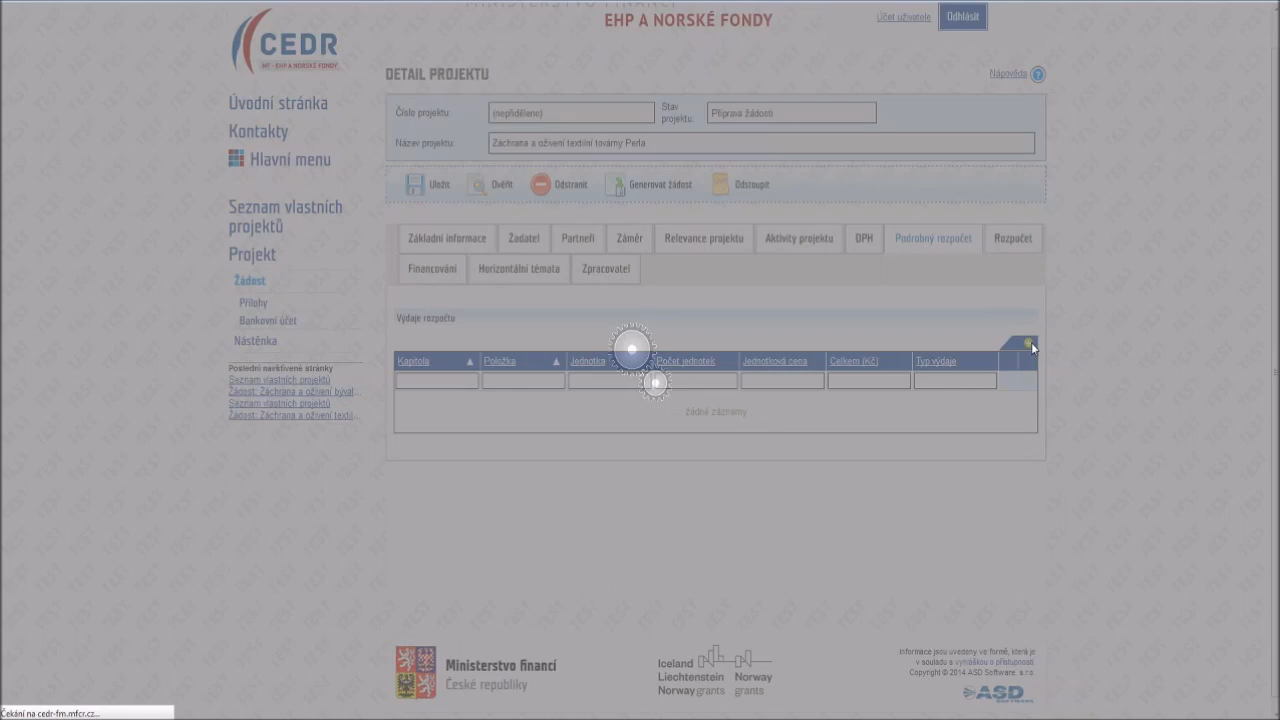 MINISTERSTVO FINANCÍ
EHP A NORSKÉ FONDY
Účet uživatele
Odhlásit
CEDR
MF - EHP A NORSKÉ FONDY
Úvodní stránka
Kontakty
Hlavní menu
Seznam vlastních
projektů
Projekt
Žádost
Přílohy
Bankovní účet
Nástěnka
Poslední navštívené stránky
Seznam vlastních projektů
Žádost: Záchrana a oživení býval...
Seznam vlastních projektů
Žádost: Záchrana a oživení textil...
DETAIL PROJEKTU
Nápověda ?
Číslo projektu: (nepřiděleno) Stav projektu: Příprava žádosti
Název projektu: Záchrana a oživení textilní továrny Perla
Uložit Ověřit Odstranit Generovat žádost Odstoupit
Základní informace Žadatel Partneři Záměr Relevance projektu Aktivity projektu DPH Podrobný rozpočet Rozpočet
Financování Horizontální témata Zpracovatel
Výdaje rozpočtu
Kapitola ▲ Položka ▲ Jednotka Počet jednotek Jednotková cena Celkem (Kč) Typ výdaje
... žádné záznamy
Ministerstvo financí
České republiky
Iceland
Liechtenstein Norway
Norway grants grants
Informace jsou uvedeny ve formě, která je
v souladu s vyhláškou o přístupnosti.
Copyright © 2014 ASD Software, s.r.o.
ASD
SOFTWARE
Čekání na cedr-fm.mfcr.cz...
TEST